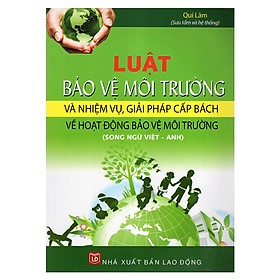 Quí Lâm
(Sưu tầm và hệ thống)
LUẬT
BẢO VỆ MÔI TRƯỜNG
VÀ NHIỆM VỤ, GIẢI PHÁP CẤP BÁCH
VỀ HOẠT ĐỘNG BẢO VỆ MÔI TRƯỜNG
(SONG NGỮ VIỆT - ANH)
LĐ
NHÀ XUẤT BẢN LAO ĐỘNG